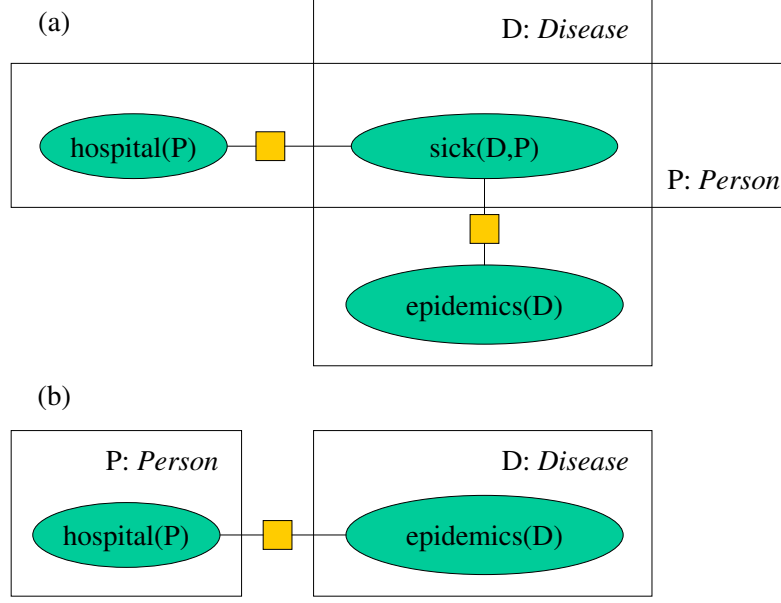 (a)
D: Disease
hospital(P)
sick(D,P)
P: Person
epidemics(D)
(b)
P: Person
D: Disease
hospital(P)
epidemics(D)